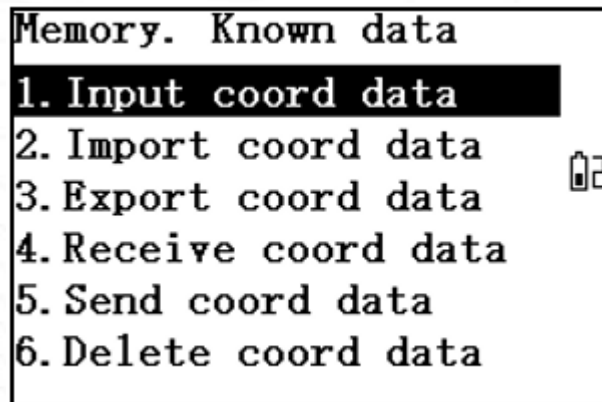 Memory. Known data
1. Input coord data
2. Import coord data
3. Export coord data
4. Receive coord data
5. Send coord data
6. Delete coord data